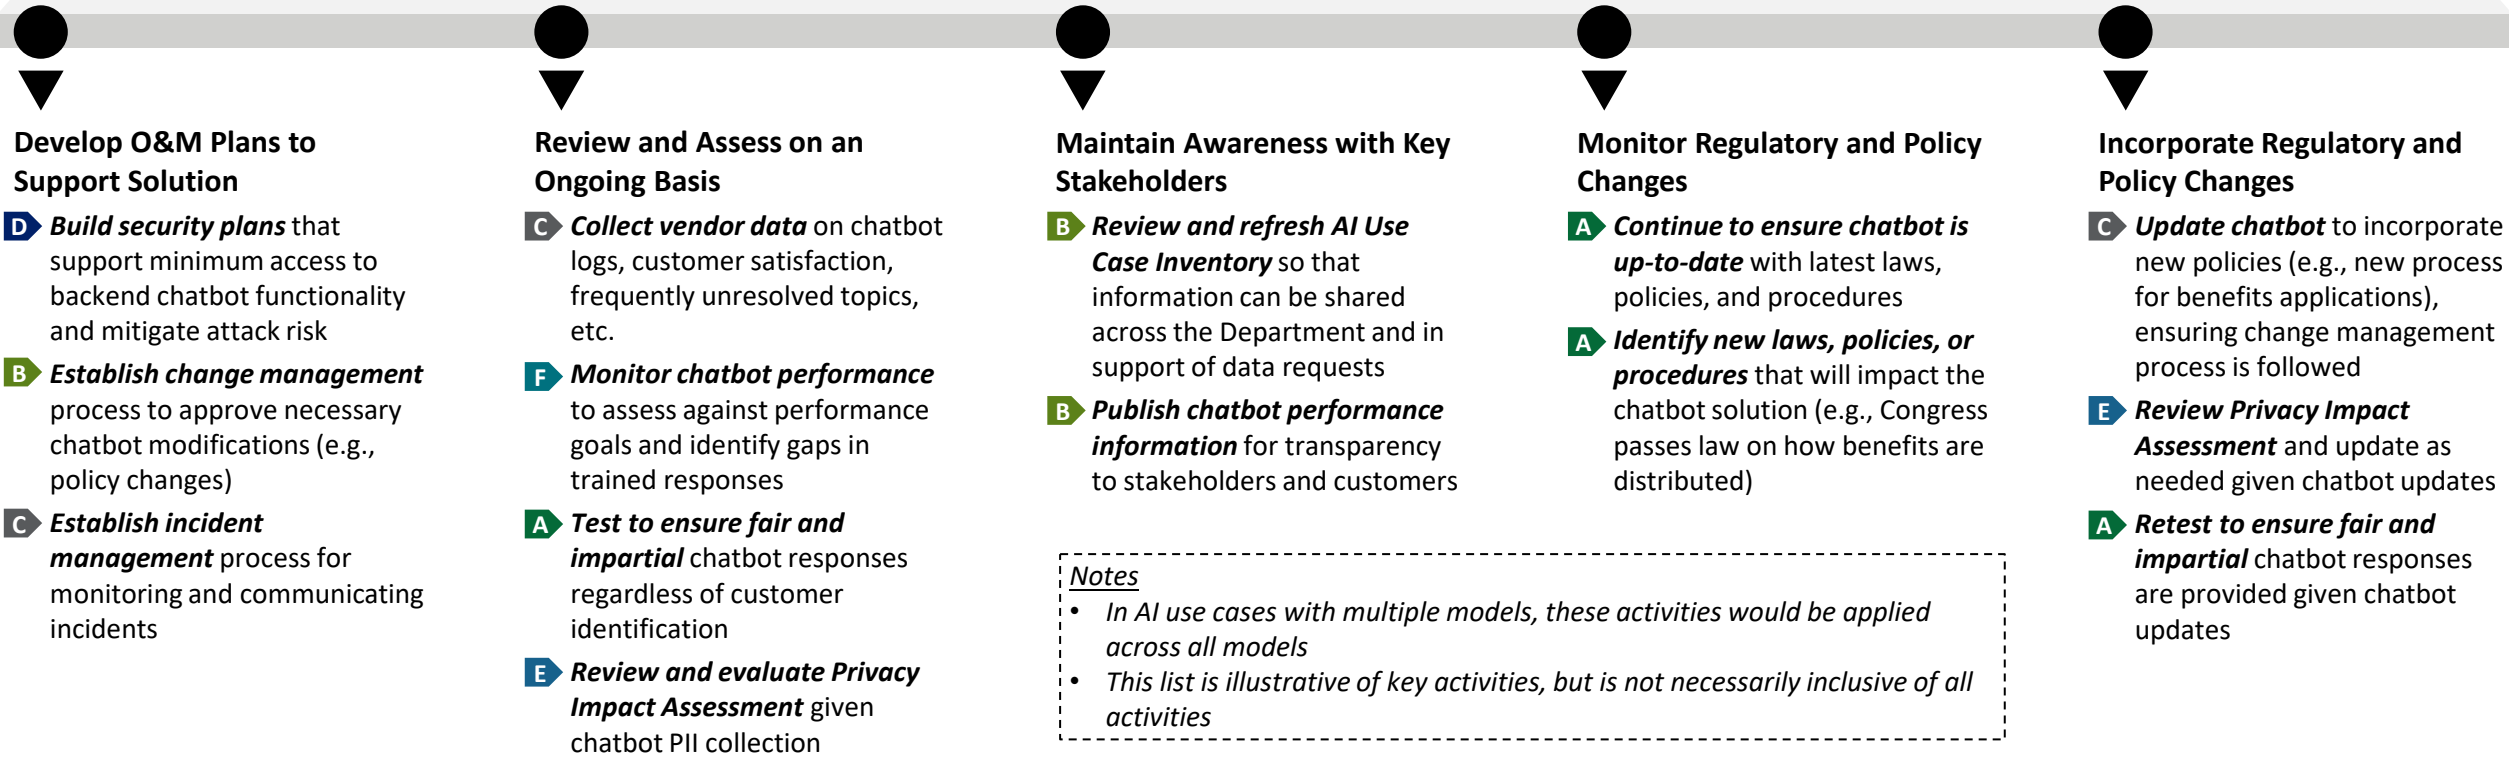 Develop O&M Plans to
Support Solution
D Build security plans that
support minimum access to
backend chatbot functionality
and mitigate attack risk
B Establish change management
process to approve necessary
chatbot modifications (e.g.,
policy changes)
C Establish incident
management process for
monitoring and communicating
incidents
Review and Assess on an
Ongoing Basis
C Collect vendor data on chatbot
logs, customer satisfaction,
frequently unresolved topics,
etc.
F Monitor chatbot performance
to assess against performance
goals and identify gaps in
trained responses
A Test to ensure fair and
impartial chatbot responses
regardless of customer
identification
E Review and evaluate Privacy
Impact Assessment given
chatbot PII collection
Maintain Awareness with Key
Stakeholders
B Review and refresh AI Use
Case Inventory so that
information can be shared
across the Department and in
support of data requests
B Publish chatbot performance
information for transparency
to stakeholders and customers
Monitor Regulatory and Policy
Changes
A Continue to ensure chatbot is
up-to-date with latest laws,
policies, and procedures
A Identify new laws, policies, or
procedures that will impact the
chatbot solution (e.g., Congress
passes law on how benefits are
distributed)
Notes
• In AI use cases with multiple models, these activities would be applied
across all models
• This list is illustrative of key activities, but is not necessarily inclusive of all
activities
Incorporate Regulatory and
Policy Changes
C Update chatbot to incorporate
new policies (e.g., new process
for benefits applications),
ensuring change management
process is followed
E Review Privacy Impact
Assessment and update as
needed given chatbot updates
A Retest to ensure fair and
impartial chatbot responses
are provided given chatbot
updates